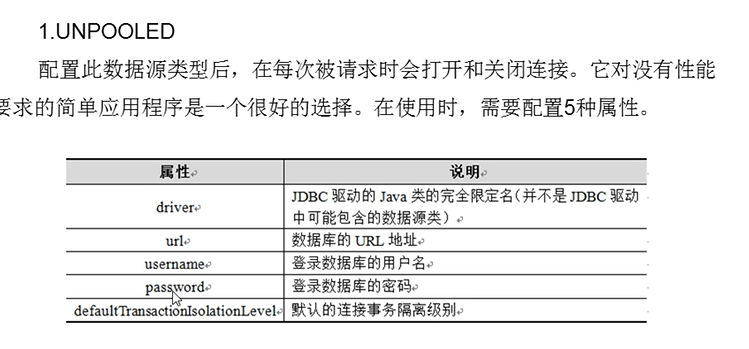 1.UNPOOLED
配置此数据源类型后，在每次被请求时会打开和关闭连接。它对没有性能
要求的简单应用程序是一个很好的选择。在使用时，需要配置5种属性。
属性 说明
driver JDBC 驱动的 Java 类的完全限定名（并不是 JDBC 驱动
中可能包含的数据源类）
url 数据库的 URL 地址
username 登录数据库的用户名
password 登录数据库的密码
defaultTransactionIsolationLevel 默认的连接事务隔离级别